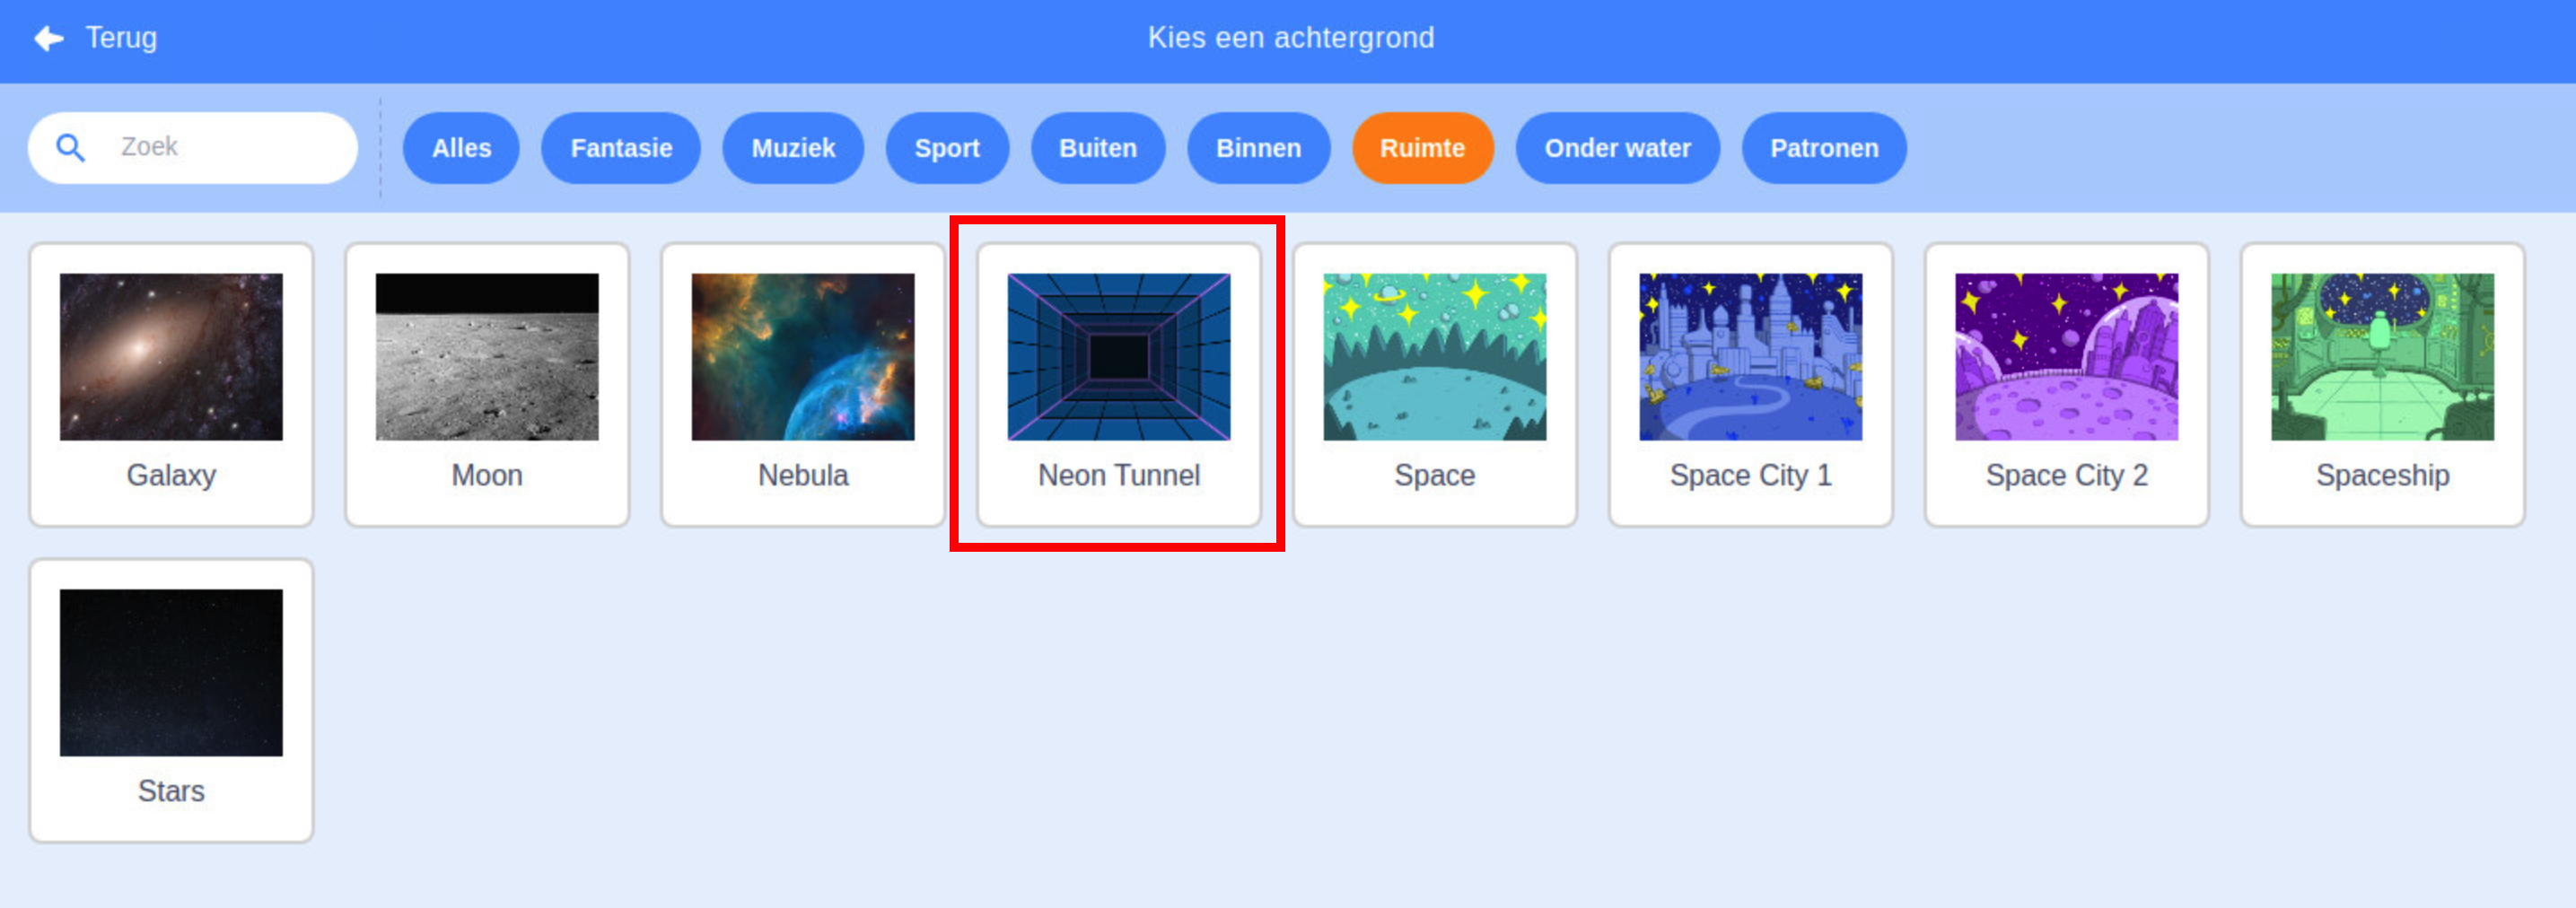 Terug
Kies een achtergrond
Zoek
Alles
Fantasie
Muziek
Sport
Buiten
Binnen
Ruimte
Onder water
Patronen
Galaxy
Moon
Nebula
Neon Tunnel
Space
Space City 1
Space City 2
Spaceship
Stars